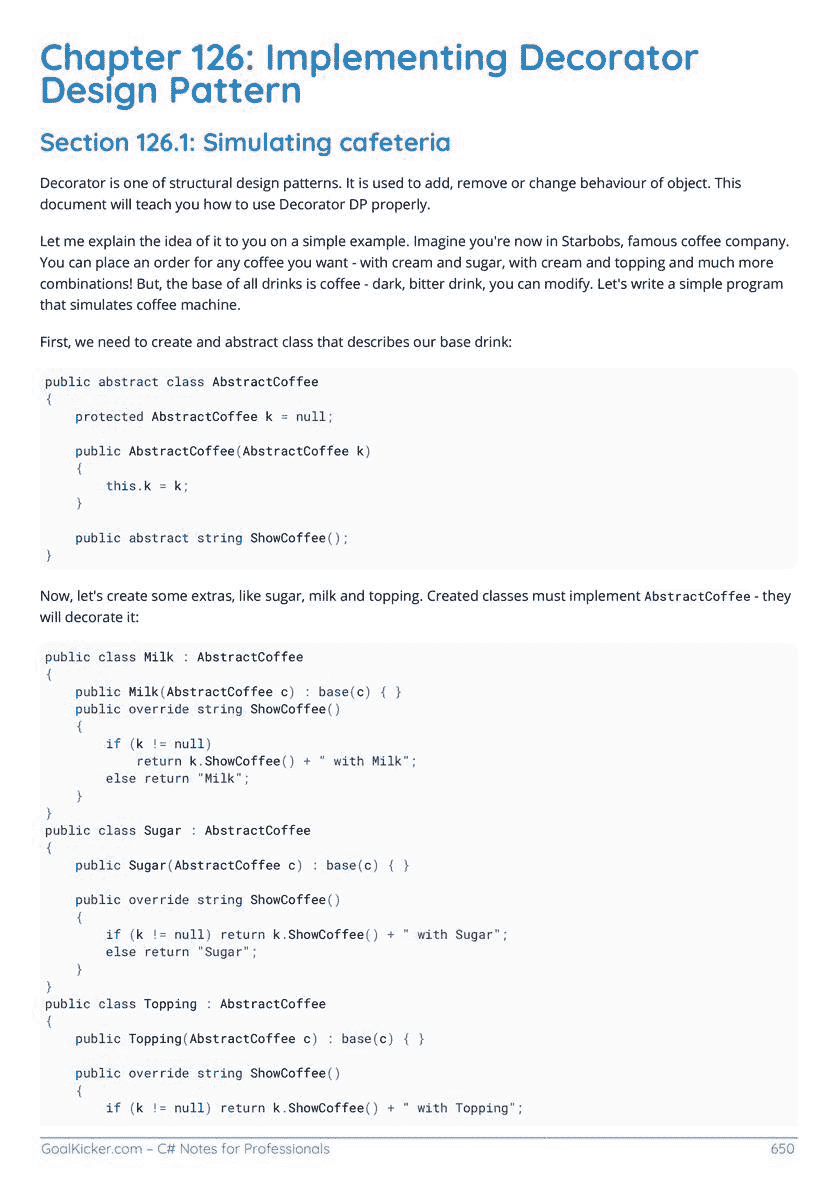 Chapter 126: Implementing Decorator
Design Pattern
Section 126.1: Simulating cafeteria
Decorator is one of structural design patterns. It is used to add, remove or change behaviour of object. This
document will teach you how to use Decorator DP properly.
Let me explain the idea of it to you on a simple example. Imagine you're now in Starbobs, famous coffee company.
You can place an order for any coffee you want - with cream and sugar, with cream and topping and much more
combinations! But, the base of all drinks is coffee - dark, bitter drink, you can modify. Let's write a simple program
that simulates coffee machine.
First, we need to create and abstract class that describes our base drink:
public abstract class AbstractCoffee
{
    protected AbstractCoffee k = null;

    public AbstractCoffee(AbstractCoffee k)
    {
        this.k = k;
    }

    public abstract string ShowCoffee();
}
Now, let's create some extras, like sugar, milk and topping. Created classes must implement AbstractCoffee - they
will decorate it:
public class Milk : AbstractCoffee
{
    public Milk(AbstractCoffee c) : base(c) { }
    public override string ShowCoffee()
    {
        if (k != null)
            return k.ShowCoffee() + " with Milk";
        else return "Milk";
    }
}
public class Sugar : AbstractCoffee
{
    public Sugar(AbstractCoffee c) : base(c) { }

    public override string ShowCoffee()
    {
        if (k != null) return k.ShowCoffee() + " with Sugar";
        else return "Sugar";
    }
}
public class Topping : AbstractCoffee
{
    public Topping(AbstractCoffee c) : base(c) { }

    public override string ShowCoffee()
    {
        if (k != null) return k.ShowCoffee() + " with Topping";
GoalKicker.com – C# Notes for Professionals
650